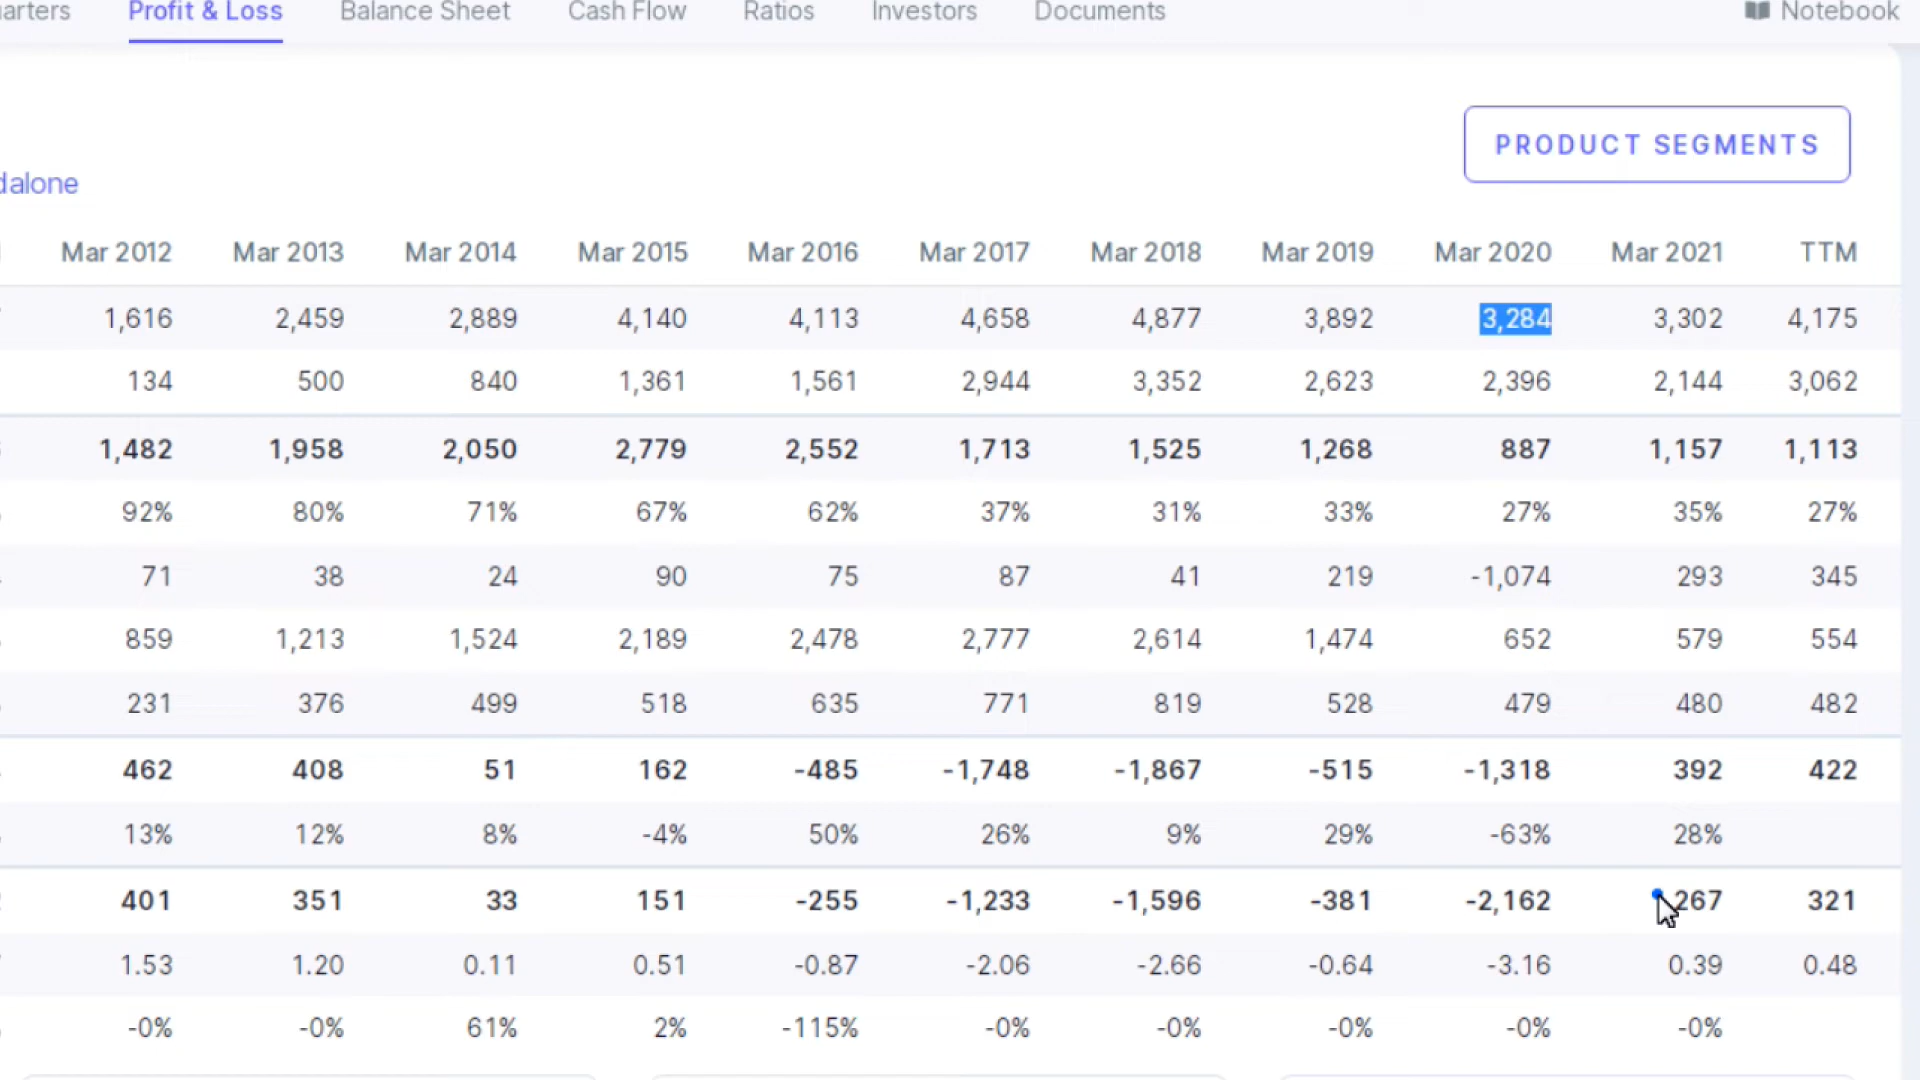 arters Profit & Loss Balance Sheet Cash Flow Ratios Investors Documents Notebook
PRODUCT SEGMENTS
dalone
Mar 2012 Mar 2013 Mar 2014 Mar 2015 Mar 2016 Mar 2017 Mar 2018 Mar 2019 Mar 2020 Mar 2021 TTM
1,616 2,459 2,889 4,140 4,113 4,658 4,877 3,892 3,284 3,302 4,175
134 500 840 1,361 1,561 2,944 3,352 2,623 2,396 2,144 3,062
1,482 1,958 2,050 2,779 2,552 1,713 1,525 1,268 887 1,157 1,113
92% 80% 71% 67% 62% 37% 31% 33% 27% 35% 27%
71 38 24 90 75 87 41 219 -1,074 293 345
859 1,213 1,524 2,189 2,478 2,777 2,614 1,474 652 579 554
231 376 499 518 635 771 819 528 479 480 482
462 408 51 162 -485 -1,748 -1,867 -515 -1,318 392 422
13% 12% 8% -4% 50% 26% 9% 29% -63% 28%
401 351 33 151 -255 -1,233 -1,596 -381 -2,162 267 321
1.53 1.20 0.11 0.51 -0.87 -2.06 -2.66 -0.64 -3.16 0.39 0.48
-0% -0% 61% 2% -115% -0% -0% -0% -0% -0%